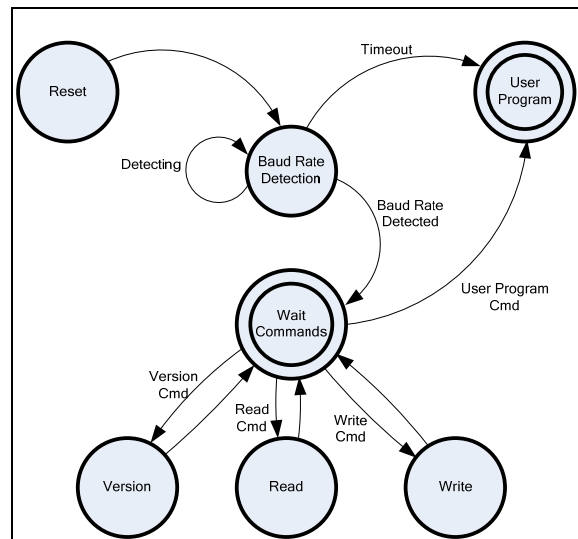 Timeout
Reset
User
Program
Detecting
Baud Rate
Detection
Baud Rate
Detected
Wait
Commands
User Program
Cmd
Version
Cmd
Read
Cmd
Write
Cmd
Version
Read
Write